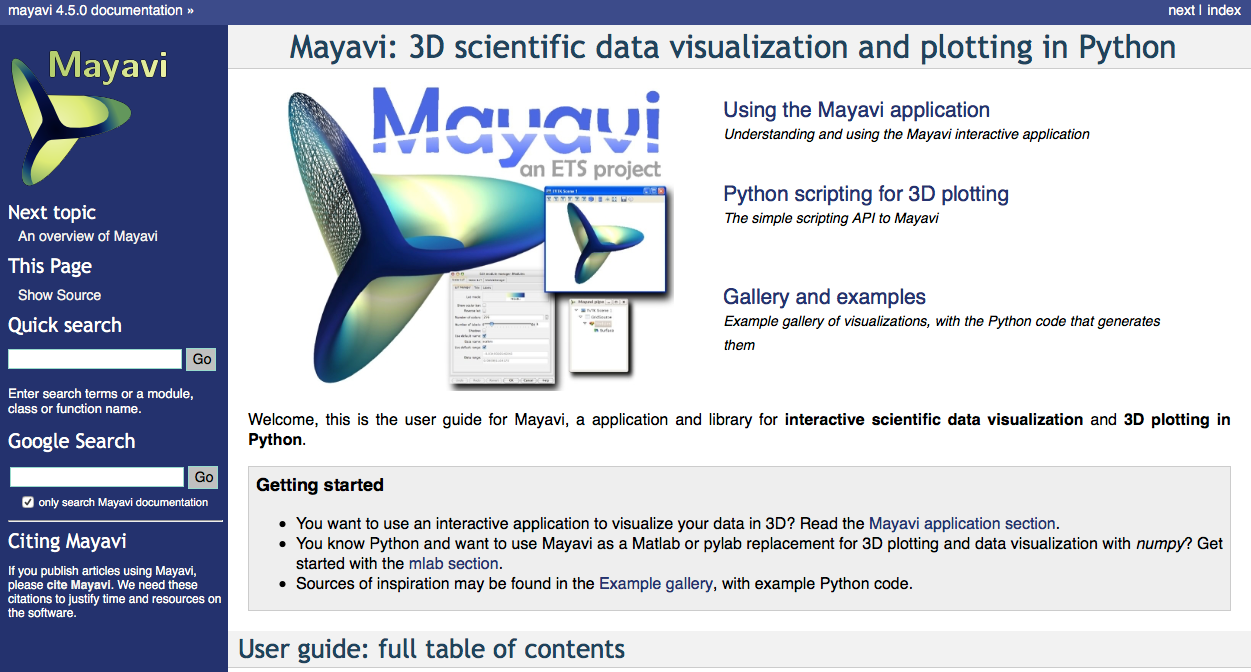 mayavi 4.5.0 documentation »
next | index
Mayavi
Next topic
An overview of Mayavi
This Page
Show Source
Quick search
Go
Enter search terms or a module,
class or function name.
Google Search
Go
only search Mayavi documentation
Citing Mayavi
If you publish articles using Mayavi,
please cite Mayavi. We need these
citations to justify time and resources on
the software.
Mayavi: 3D scientific data visualization and plotting in Python
Mayavi
an ETS project
Using the Mayavi application
Understanding and using the Mayavi interactive application
Python scripting for 3D plotting
The simple scripting API to Mayavi
Gallery and examples
Example gallery of visualizations, with the Python code that generates
them
Welcome, this is the user guide for Mayavi, a application and library for interactive scientific data visualization and 3D plotting in
Python.
Getting started
• You want to use an interactive application to visualize your data in 3D? Read the Mayavi application section.
• You know Python and want to use Mayavi as a Matlab or pylab replacement for 3D plotting and data visualization with numpy? Get
started with the mlab section.
• Sources of inspiration may be found in the Example gallery, with example Python code.
User guide: full table of contents